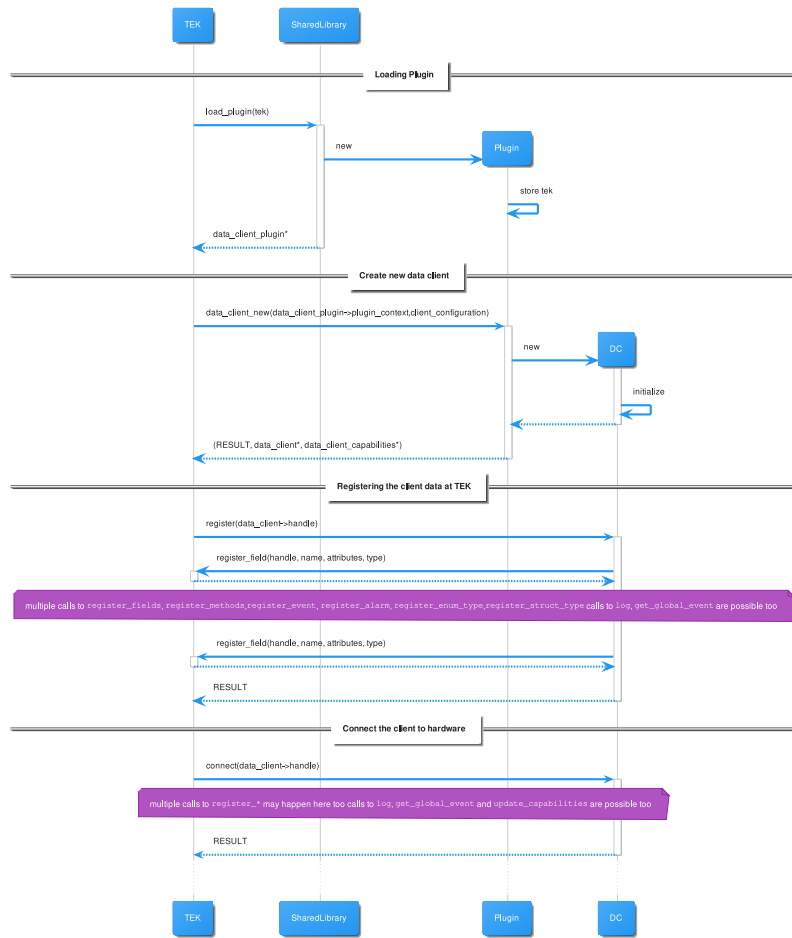 TEK SharedLibrary
Loading Plugin
load_plugin(tek)
new
Plugin
store tek
data_client_plugin*
Create new data client
data_client_new(data_client_plugin->plugin_context,client_configuration)
new
DC
initialize
(RESULT, data_client*, data_client_capabilities*)
Registering the client data at TEK
register(data_client->handle)
register_field(handle, name, attributes, type)
multiple calls to register_fields, register_methods,register_event, register_alarm, register_enum_type,register_struct_type calls to log, get_global_event are possible too
register_field(handle, name, attributes, type)
RESULT
Connect the client to hardware
connect(data_client->handle)
multiple calls to register_* may happen here too calls to log, get_global_event and update_capabilities are possible too
RESULT
TEK SharedLibrary Plugin DC